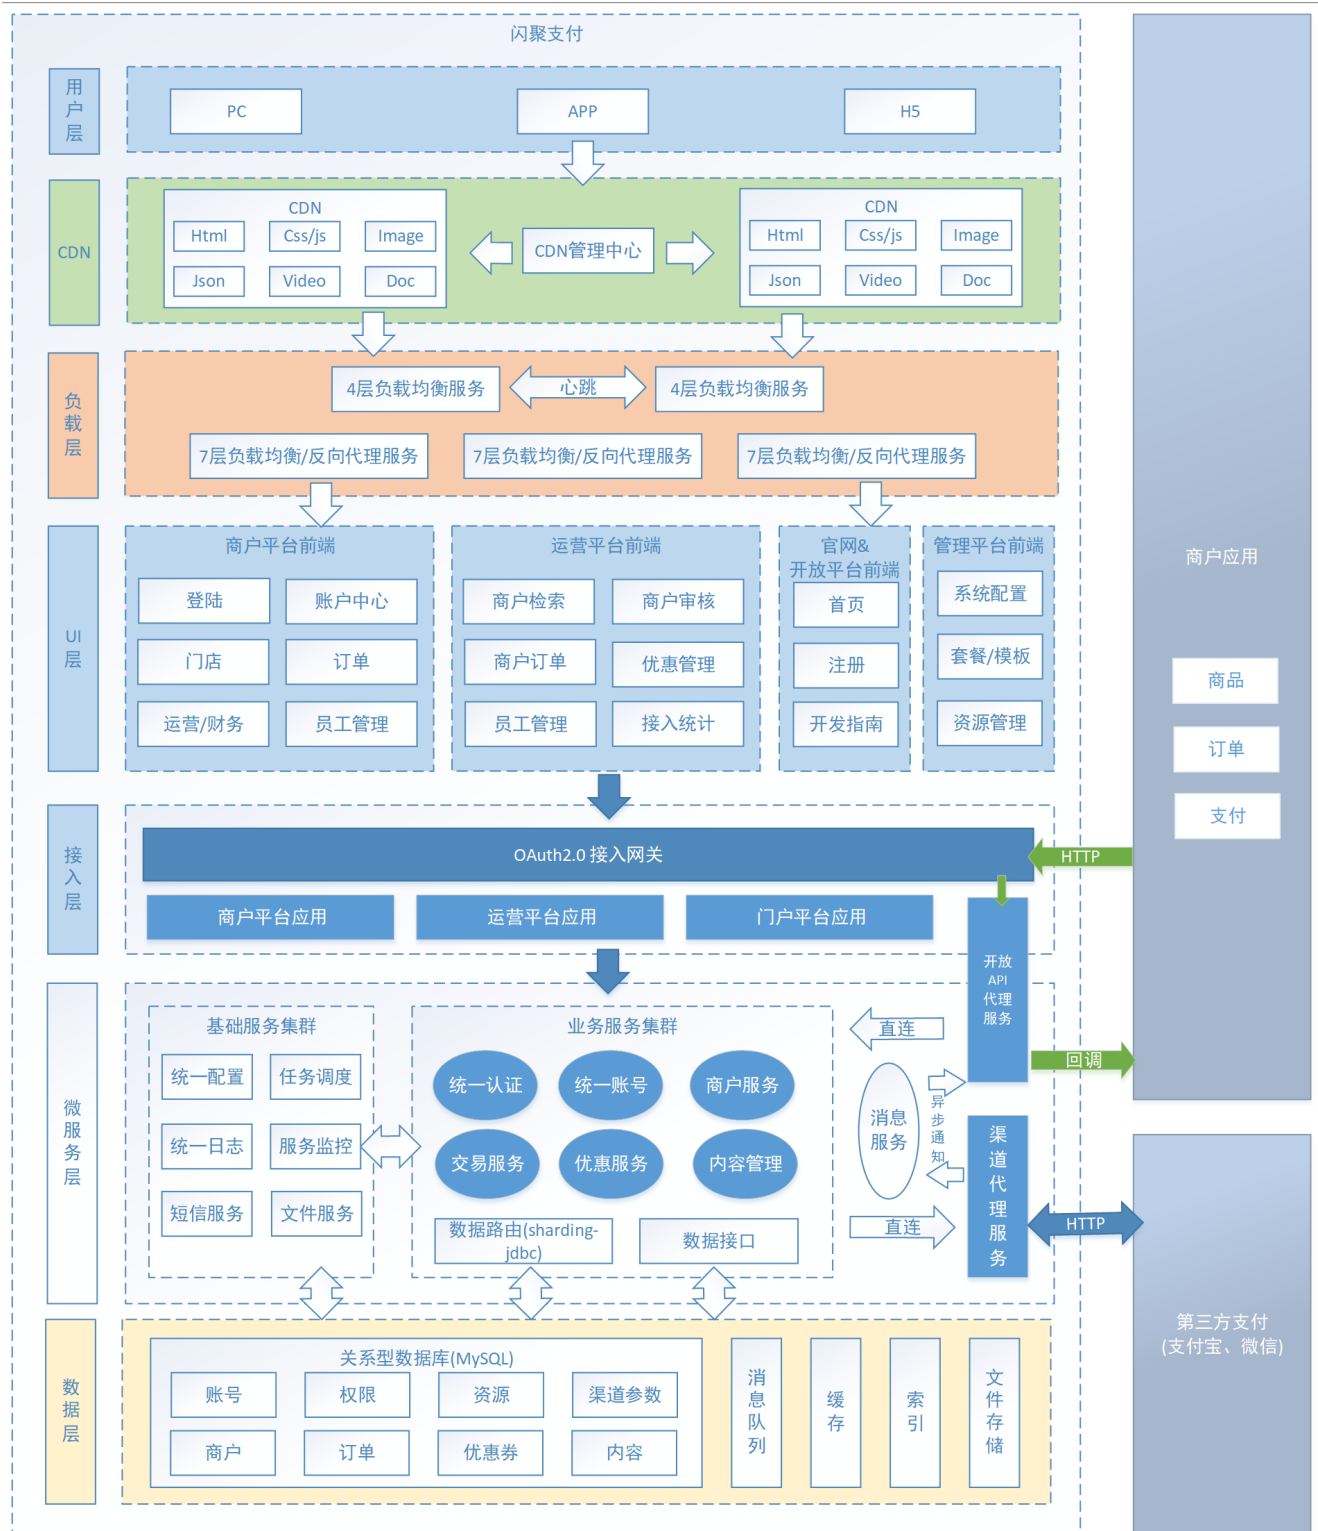 闪聚支付
用
户
层
PC
APP
H5
CDN
CDN
Html
Css/js
Image
Json
Video
Doc
CDN管理中心
CDN
Html
Css/js
Image
Json
Video
Doc
负
载
层
4层负载均衡服务
心跳
4层负载均衡服务
7层负载均衡/反向代理服务
7层负载均衡/反向代理服务
7层负载均衡/反向代理服务
UI
层
商户平台前端
登陆
账户中心
门店
订单
运营/财务
员工管理
运营平台前端
商户检索
商户审核
商户订单
优惠管理
员工管理
接入统计
官网&
开放平台前端
首页
注册
开发指南
管理平台前端
系统配置
套餐/模板
资源管理
商户应用
商品
订单
支付
接
入
层
OAuth2.0 接入网关
HTTP
商户平台应用
运营平台应用
门户平台应用
开放
API
代理
服务
回调
微
服
务
层
基础服务集群
统一配置
任务调度
统一日志
服务监控
短信服务
文件服务
业务服务集群
统一认证
统一账号
商户服务
交易服务
优惠服务
内容管理
数据路由(sharding-
jdbc)
数据接口
直连
消息
服务
异
步
通
知
直连
渠
道
代
理
服
务
HTTP
第三方支付
(支付宝、微信)
数
据
层
关系型数据库(MySQL)
账号
权限
资源
渠道参数
商户
订单
优惠券
内容
消
息
队
列
缓
存
索
引
文
件
存
储